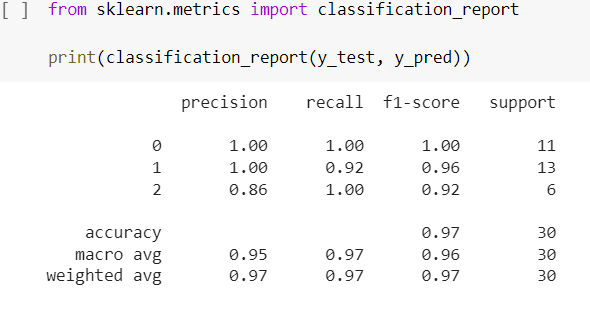 [ ] from sklearn.metrics import classification_report
print(classification_report(y_test, y_pred))
precision recall f1-score support
0 1.00 1.00 1.00 11
1 1.00 0.92 0.96 13
2 0.86 1.00 0.92 6
accuracy 0.97 30
macro avg 0.95 0.97 0.96 30
weighted avg 0.97 0.97 0.97 30